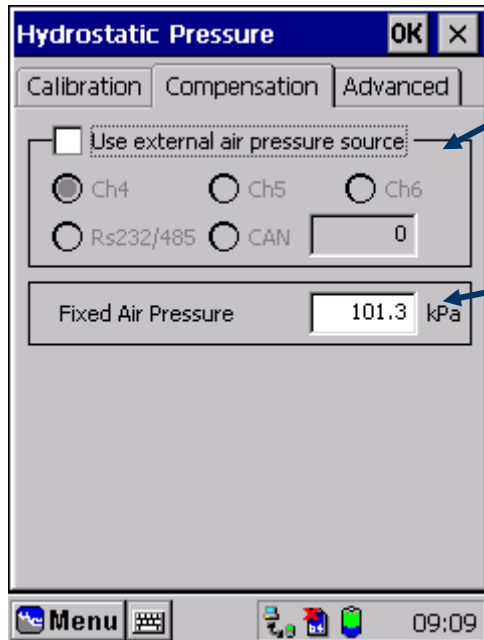 Hydrostatic Pressure OK ×
Calibration Compensation Advanced
Use external air pressure source
Ch4 Ch5 Ch6
Rs232/485 CAN 0
Fixed Air Pressure 101.3 kPa
Menu 09:09